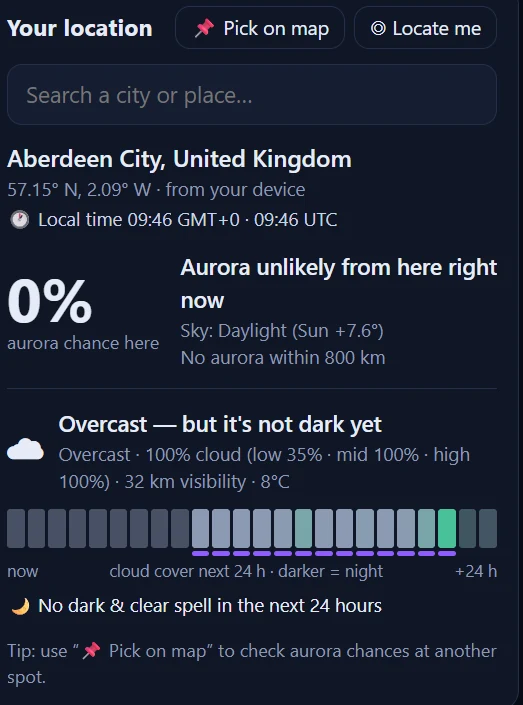 Your location
📌 Pick on map
◎ Locate me
Search a city or place…
Aberdeen City, United Kingdom
57.15° N, 2.09° W · from your device
🕐 Local time 09:46 GMT+0 · 09:46 UTC
0%
aurora chance here
Aurora unlikely from here right
now
Sky: Daylight (Sun +7.6°)
No aurora within 800 km
Overcast — but it's not dark yet
Overcast · 100% cloud (low 35% · mid 100% · high
100%) · 32 km visibility · 8°C
now
cloud cover next 24 h · darker = night
+24 h
🌙 No dark & clear spell in the next 24 hours
Tip: use “📌 Pick on map” to check aurora chances at another
spot.